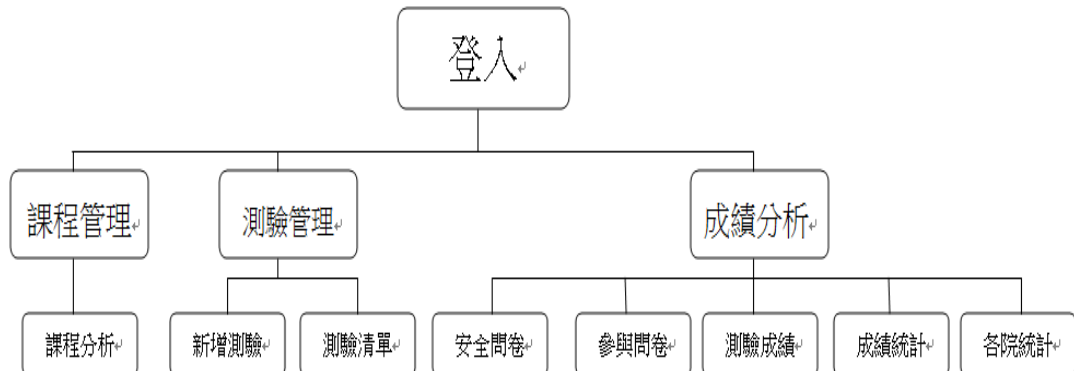 登入
課程管理
測驗管理
成績分析
課程分析
新增測驗
測驗清單
安全問卷
參與問卷
測驗成績
成績統計
各院統計